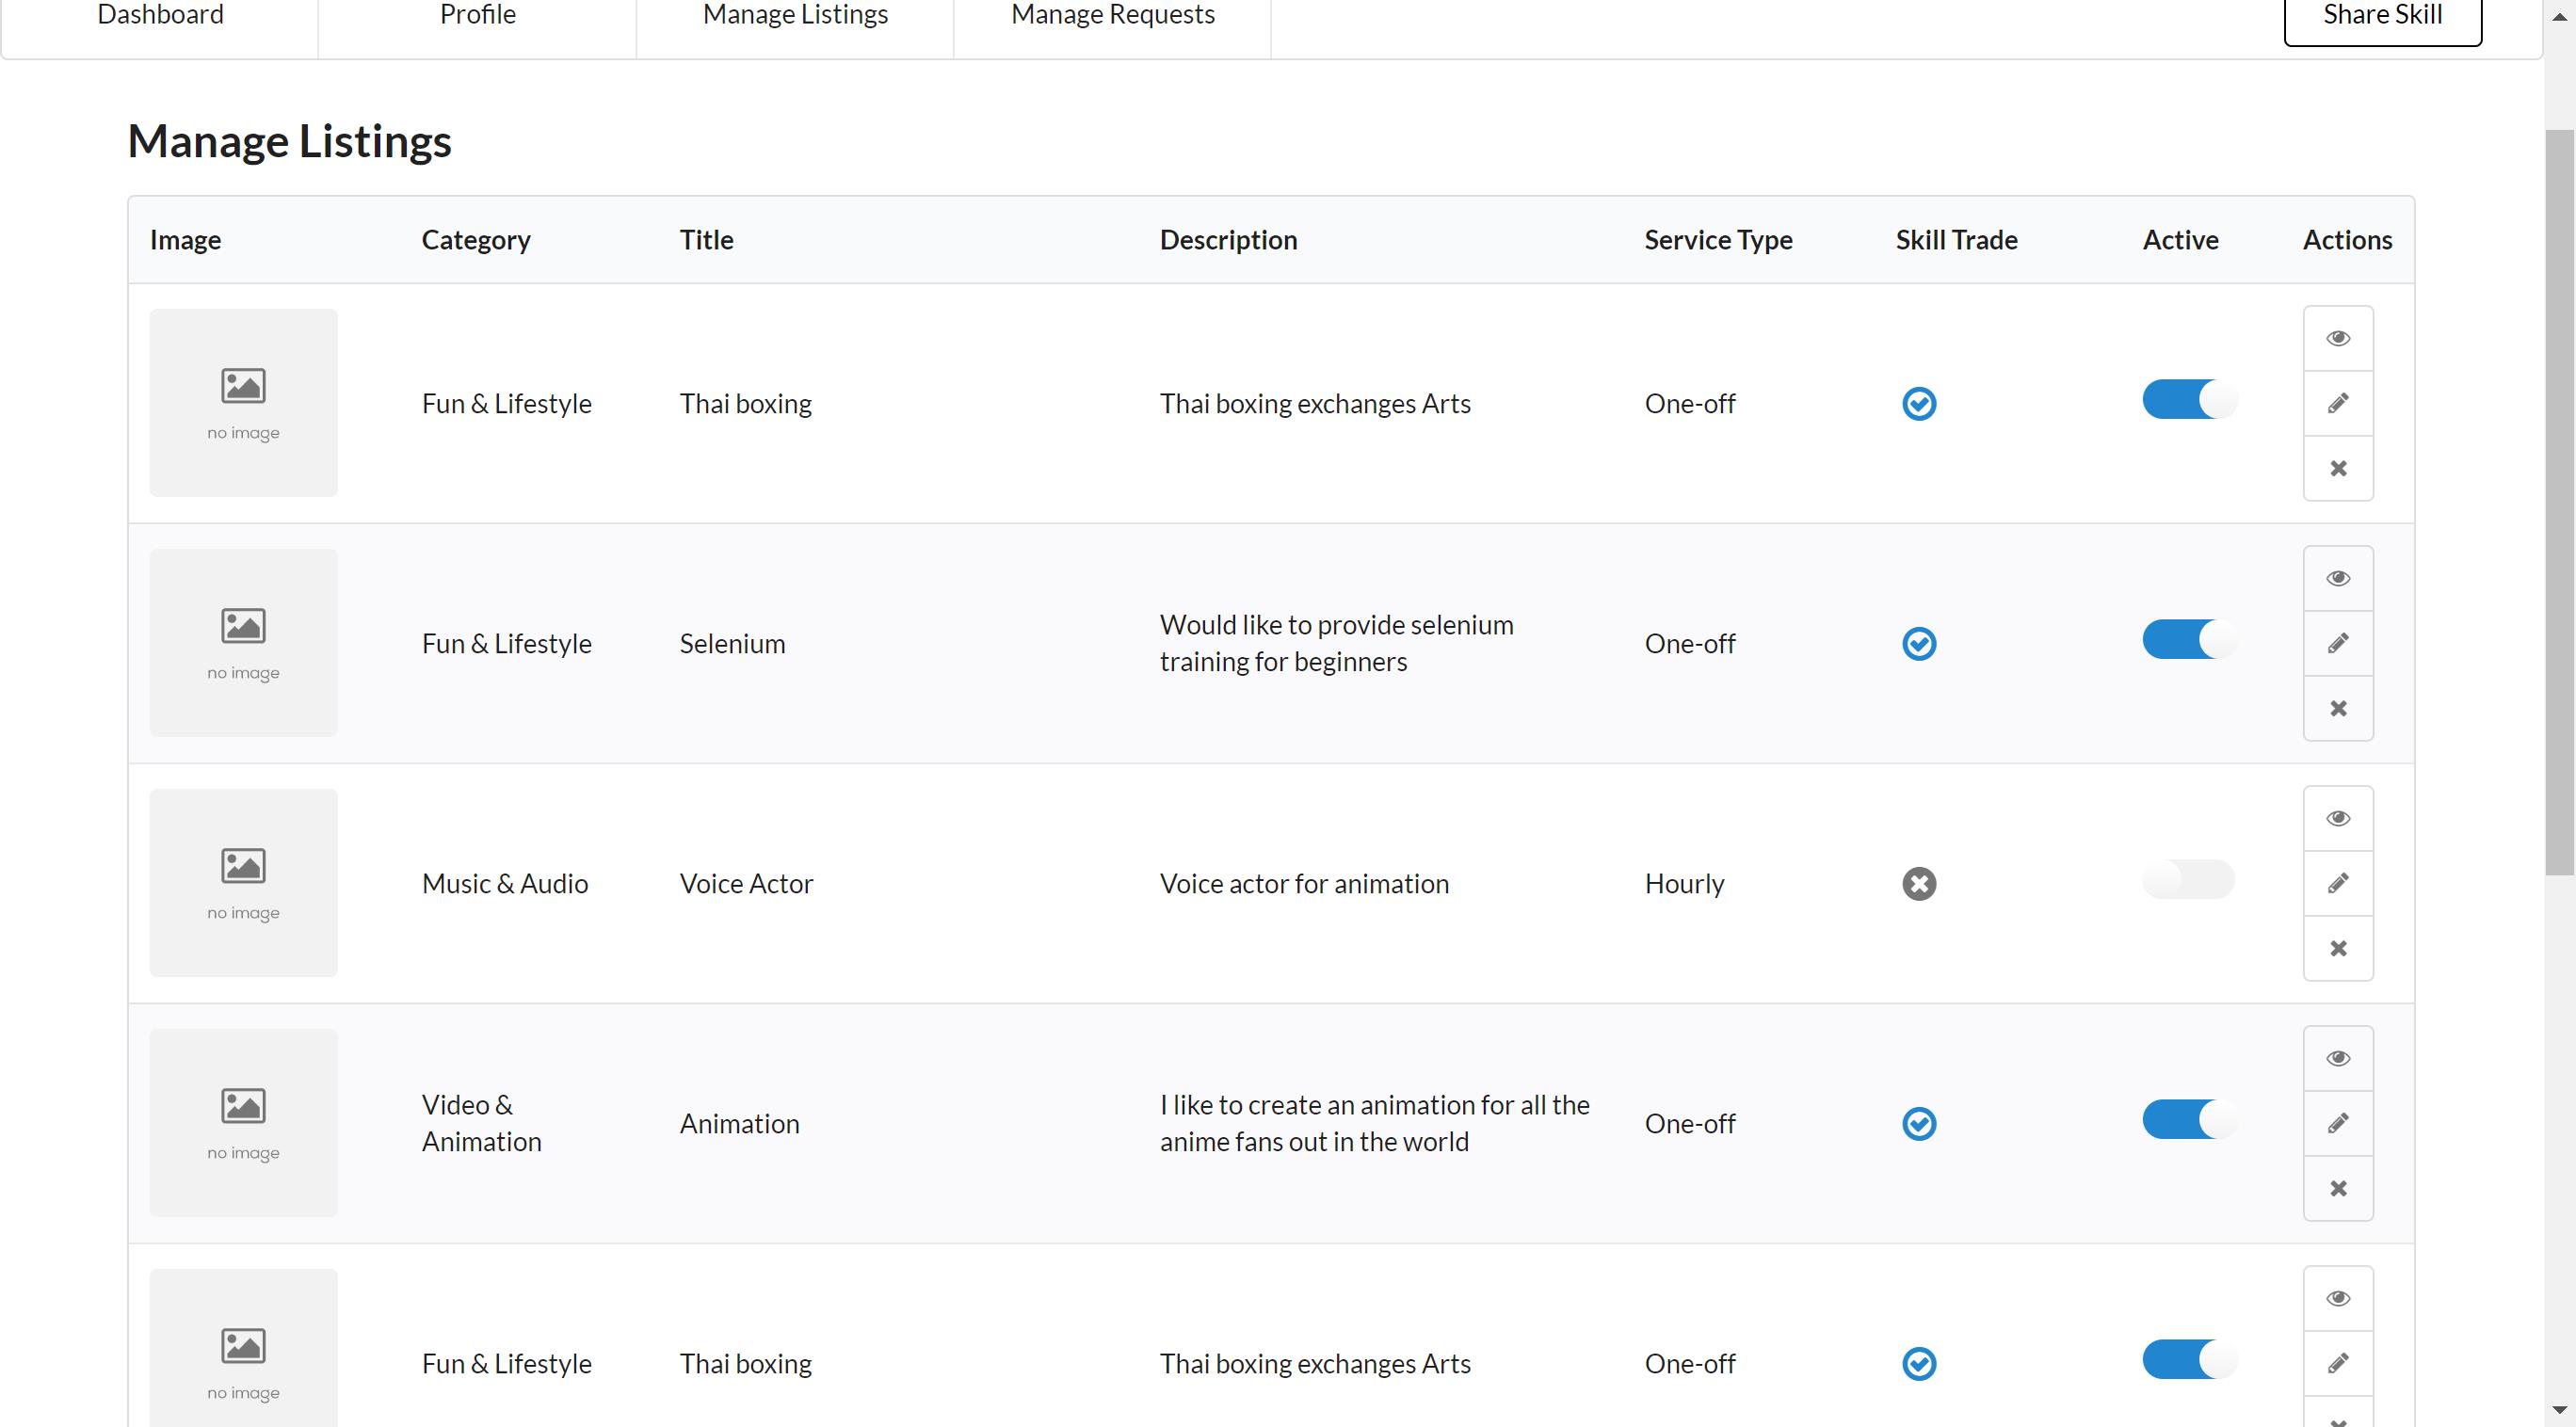 Dashboard Profile Manage Listings Manage Requests Share Skill
Manage Listings
Image Category Title Description Service Type Skill Trade Active Actions
no image Fun & Lifestyle Thai boxing Thai boxing exchanges Arts One-off
no image Fun & Lifestyle Selenium Would like to provide selenium
training for beginners One-off
no image Music & Audio Voice Actor Voice actor for animation Hourly
no image Video &
Animation Animation I like to create an animation for all the
anime fans out in the world One-off
no image Fun & Lifestyle Thai boxing Thai boxing exchanges Arts One-off